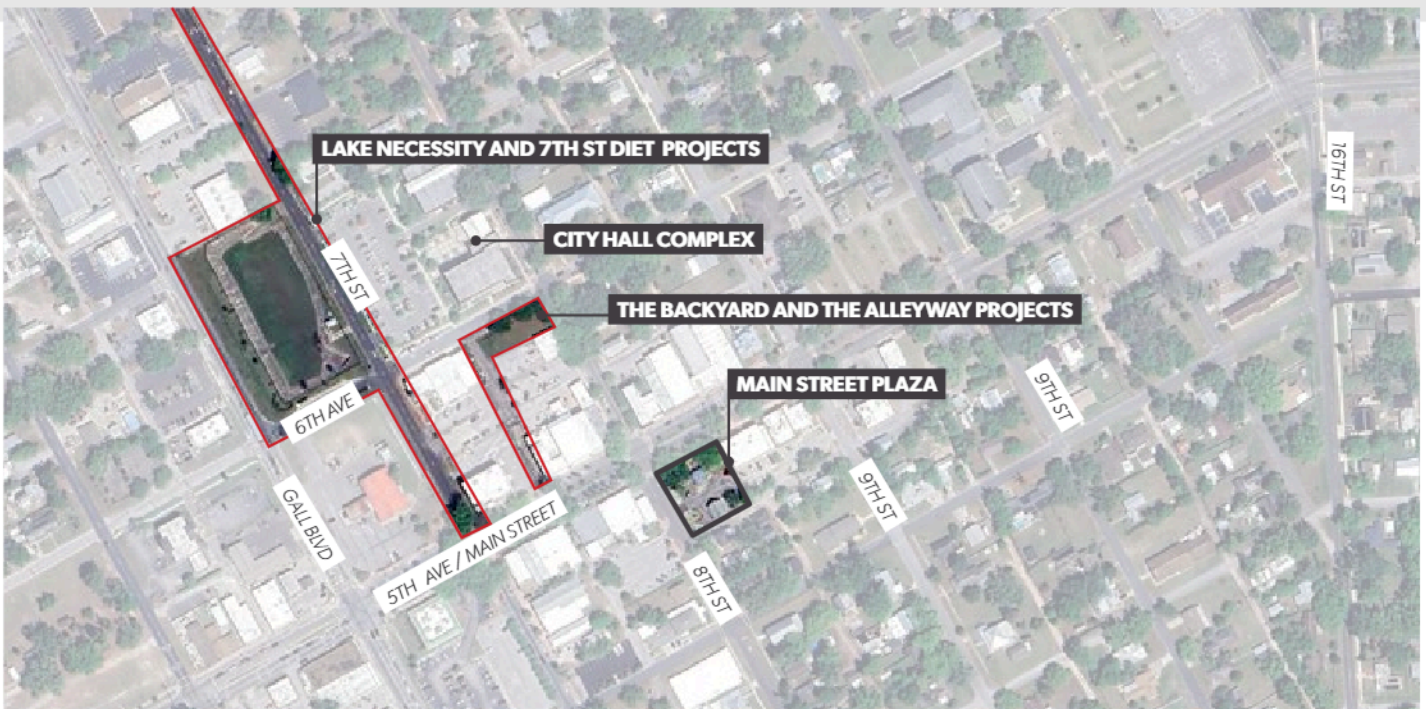 LAKE NECESSITY AND 7TH ST DIET PROJECTS
16TH ST
CITY HALL COMPLEX
7TH ST
THE BACKYARD AND THE ALLEYWAY PROJECTS
MAIN STREET PLAZA
9TH ST
6TH AVE
9TH ST
GALL BLVD
5TH AVE / MAIN STREET
8TH ST